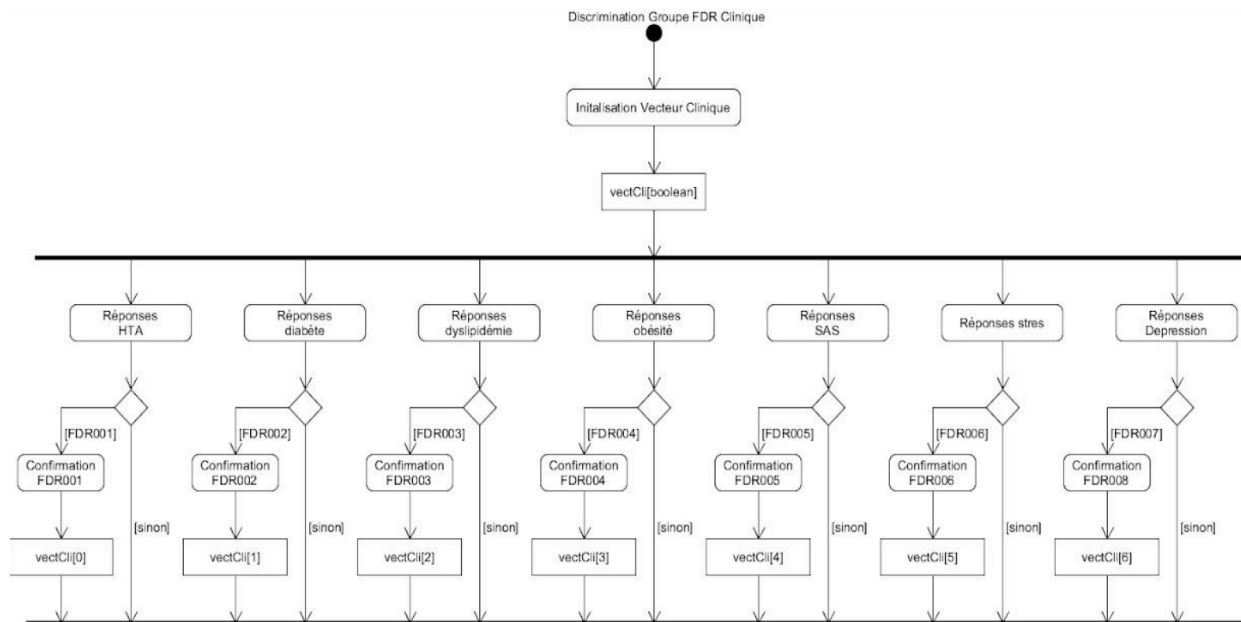 Discrimination Groupe FDR Clinique
Initalisation Vecteur Clinique
vectCli[boolean]
Réponses
HTA
Réponses
diabète
Réponses
dyslipidémie
Réponses
obésité
Réponses
SAS
Réponses stres
Réponses
Depression
[FDR001]
[FDR002]
[FDR003]
[FDR004]
[FDR005]
[FDR006]
[FDR007]
Confirmation
FDR001
Confirmation
FDR002
Confirmation
FDR003
Confirmation
FDR004
Confirmation
FDR005
Confirmation
FDR006
Confirmation
FDR008
[sinon]
[sinon]
[sinon]
[sinon]
[sinon]
[sinon]
[sinon]
vectCli[0]
vectCli[1]
vectCli[2]
vectCli[3]
vectCli[4]
vectCli[5]
vectCli[6]